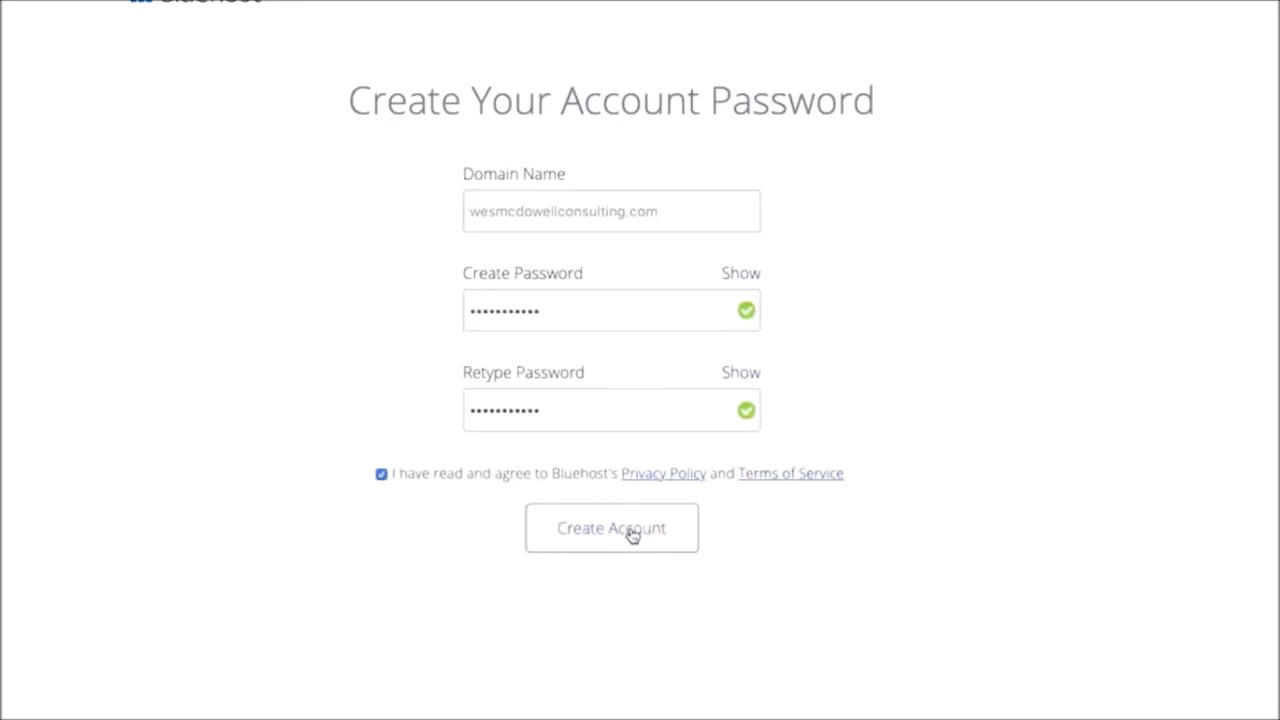 Create Your Account Password
Domain Name
wesmcdowellconsulting.com
Create Password Show
•••••••••••
Retype Password Show
•••••••••••
I have read and agree to Bluehost's Privacy Policy and Terms of Service
Create Account